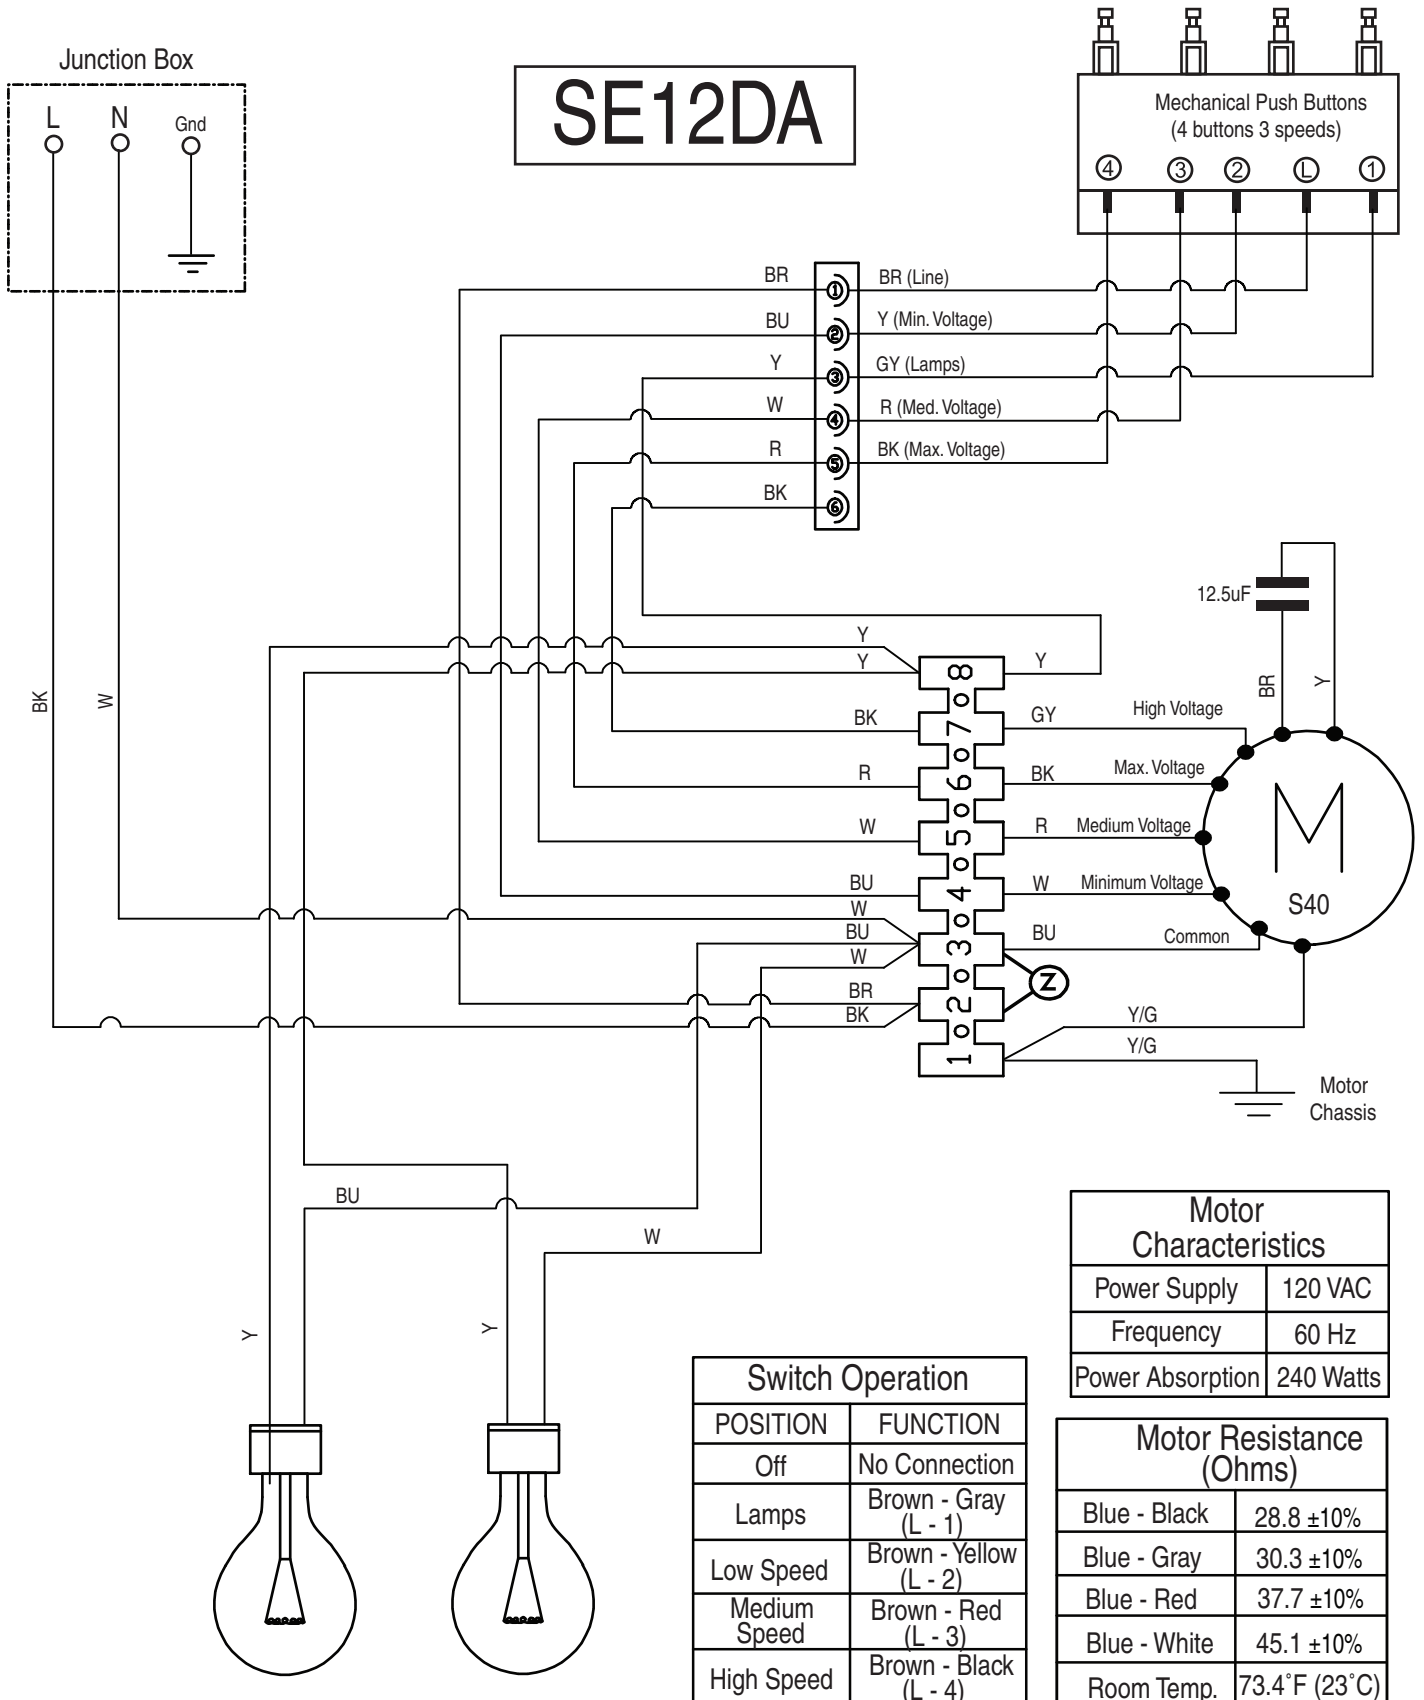 Junction Box
L N Gnd
SE12DA
Mechanical Push Buttons
(4 buttons 3 speeds)
4 3 2 L 1
BR 1 BR (Line)
BU 2 Y (Min. Voltage)
Y 3 GY (Lamps)
W 4 R (Med. Voltage)
R 5 BK (Max. Voltage)
BK 6
12.5uF
BR Y
BK W
Y
Y 8 Y
BK 7 GY High Voltage
R 6 BK Max. Voltage
W 5 R Medium Voltage
BU 4 W Minimum Voltage
M
S40
W
BU 3 BU Common
W
Z
BR 2
BK
1 Y/G
Y/G
Motor
Chassis
BU
W
Y Y
Motor
Characteristics
Power Supply 120 VAC
Frequency 60 Hz
Power Absorption 240 Watts
Switch Operation
POSITION FUNCTION
Off No Connection
Lamps Brown - Gray
(L - 1)
Low Speed Brown - Yellow
(L - 2)
Medium
Speed Brown - Red
(L - 3)
High Speed Brown - Black
(L - 4)
Motor Resistance
(Ohms)
Blue - Black 28.8 ±10%
Blue - Gray 30.3 ±10%
Blue - Red 37.7 ±10%
Blue - White 45.1 ±10%
Room Temp. 73.4˚F (23˚C)